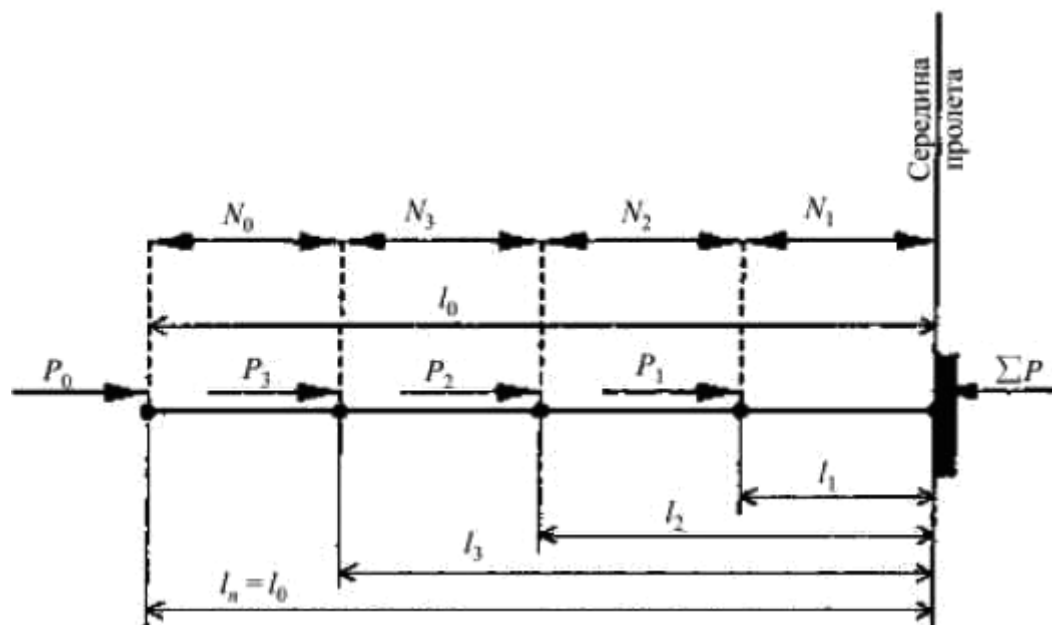 Середина
пролета
N₀ N₃ N₂ N₁
l₀
P₀ P₃ P₂ P₁ ∑P
l₁
l₂
l₃
lₙ = l₀